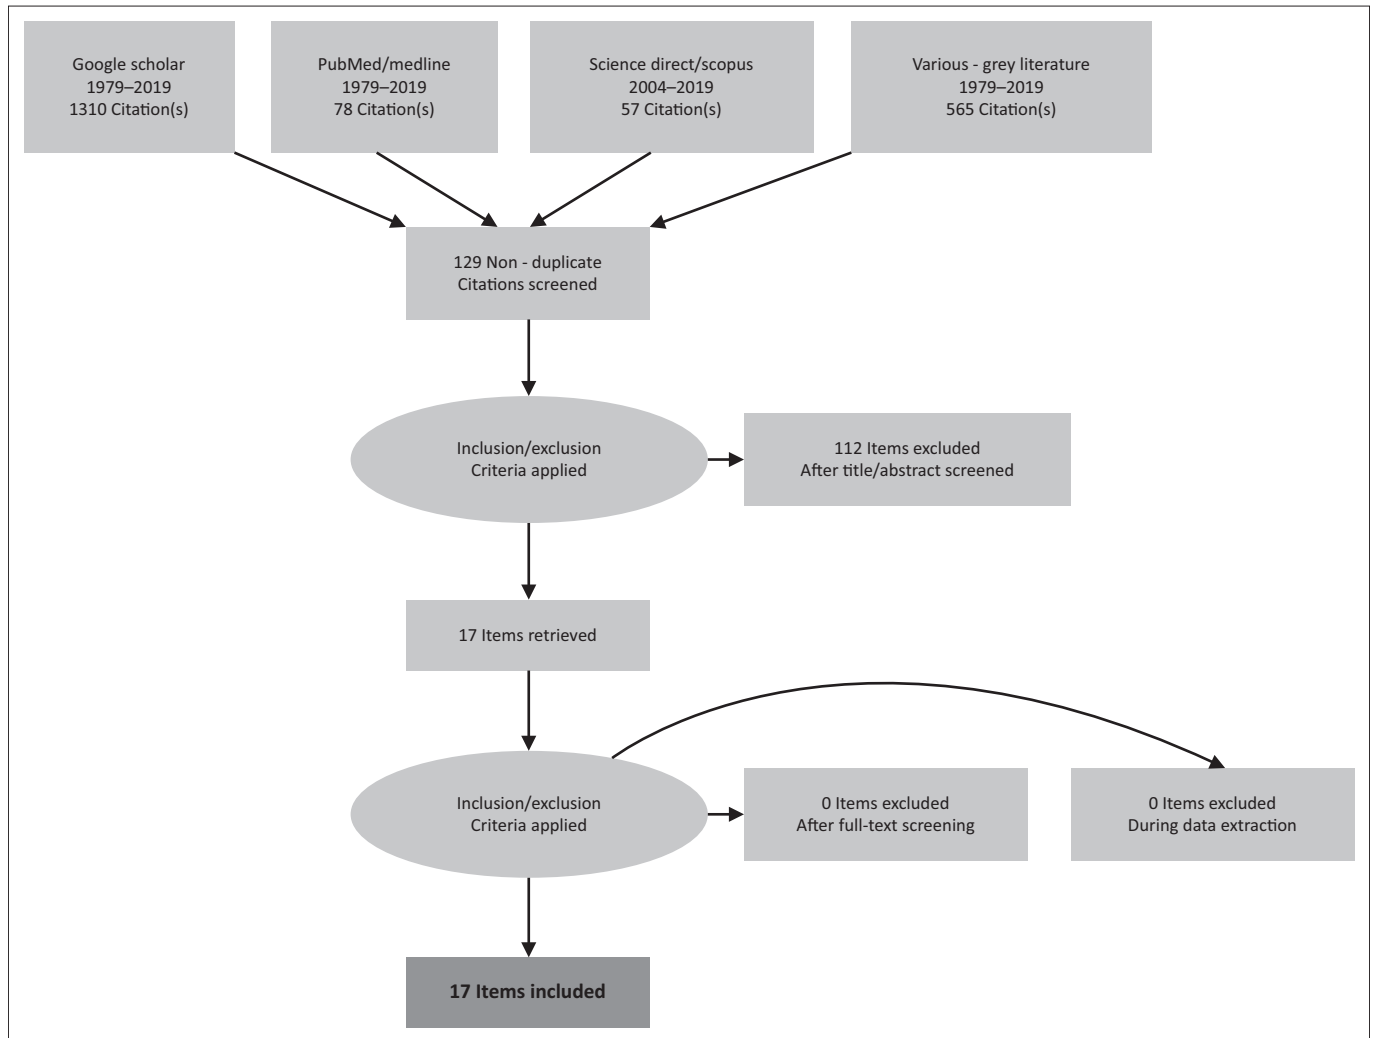 Google scholar
1979–2019
1310 Citation(s)
PubMed/medline
1979–2019
78 Citation(s)
Science direct/scopus
2004–2019
57 Citation(s)
Various - grey literature
1979–2019
565 Citation(s)
129 Non - duplicate
Citations screened
Inclusion/exclusion
Criteria applied
112 Items excluded
After title/abstract screened
17 Items retrieved
Inclusion/exclusion
Criteria applied
0 Items excluded
After full-text screening
0 Items excluded
During data extraction
17 Items included